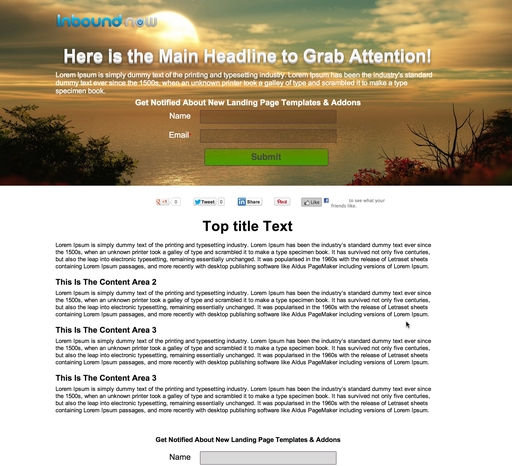 inbound now
Here is the Main Headline to Grab Attention!
Lorem Ipsum is simply dummy text of the printing and typesetting industry. Lorem Ipsum has been the industry's standard
dummy text ever since the 1500s, when an unknown printer took a galley of type and scrambled it to make a type
specimen book.
Get Notified About New Landing Page Templates & Addons
Name
Email
Submit
+1 0 Tweet 0 Share Pin it Like to see what your
friends like.
Top title Text
Lorem Ipsum is simply dummy text of the printing and typesetting industry. Lorem Ipsum has been the industry's standard dummy text ever since
the 1500s, when an unknown printer took a galley of type and scrambled it to make a type specimen book. It has survived not only five centuries,
but also the leap into electronic typesetting, remaining essentially unchanged. It was popularised in the 1960s with the release of Letraset sheets
containing Lorem Ipsum passages, and more recently with desktop publishing software like Aldus PageMaker including versions of Lorem Ipsum.
This Is The Content Area 2
Lorem Ipsum is simply dummy text of the printing and typesetting industry. Lorem Ipsum has been the industry's standard dummy text ever since
the 1500s, when an unknown printer took a galley of type and scrambled it to make a type specimen book. It has survived not only five centuries,
but also the leap into electronic typesetting, remaining essentially unchanged. It was popularised in the 1960s with the release of Letraset sheets
containing Lorem Ipsum passages, and more recently with desktop publishing software like Aldus PageMaker including versions of Lorem Ipsum.
This Is The Content Area 3
Lorem Ipsum is simply dummy text of the printing and typesetting industry. Lorem Ipsum has been the industry's standard dummy text ever since
the 1500s, when an unknown printer took a galley of type and scrambled it to make a type specimen book. It has survived not only five centuries,
but also the leap into electronic typesetting, remaining essentially unchanged. It was popularised in the 1960s with the release of Letraset sheets
containing Lorem Ipsum passages, and more recently with desktop publishing software like Aldus PageMaker including versions of Lorem Ipsum.
This Is The Content Area 3
Lorem Ipsum is simply dummy text of the printing and typesetting industry. Lorem Ipsum has been the industry's standard dummy text ever since
the 1500s, when an unknown printer took a galley of type and scrambled it to make a type specimen book. It has survived not only five centuries,
but also the leap into electronic typesetting, remaining essentially unchanged. It was popularised in the 1960s with the release of Letraset sheets
containing Lorem Ipsum passages, and more recently with desktop publishing software like Aldus PageMaker including versions of Lorem Ipsum.
Get Notified About New Landing Page Templates & Addons
Name